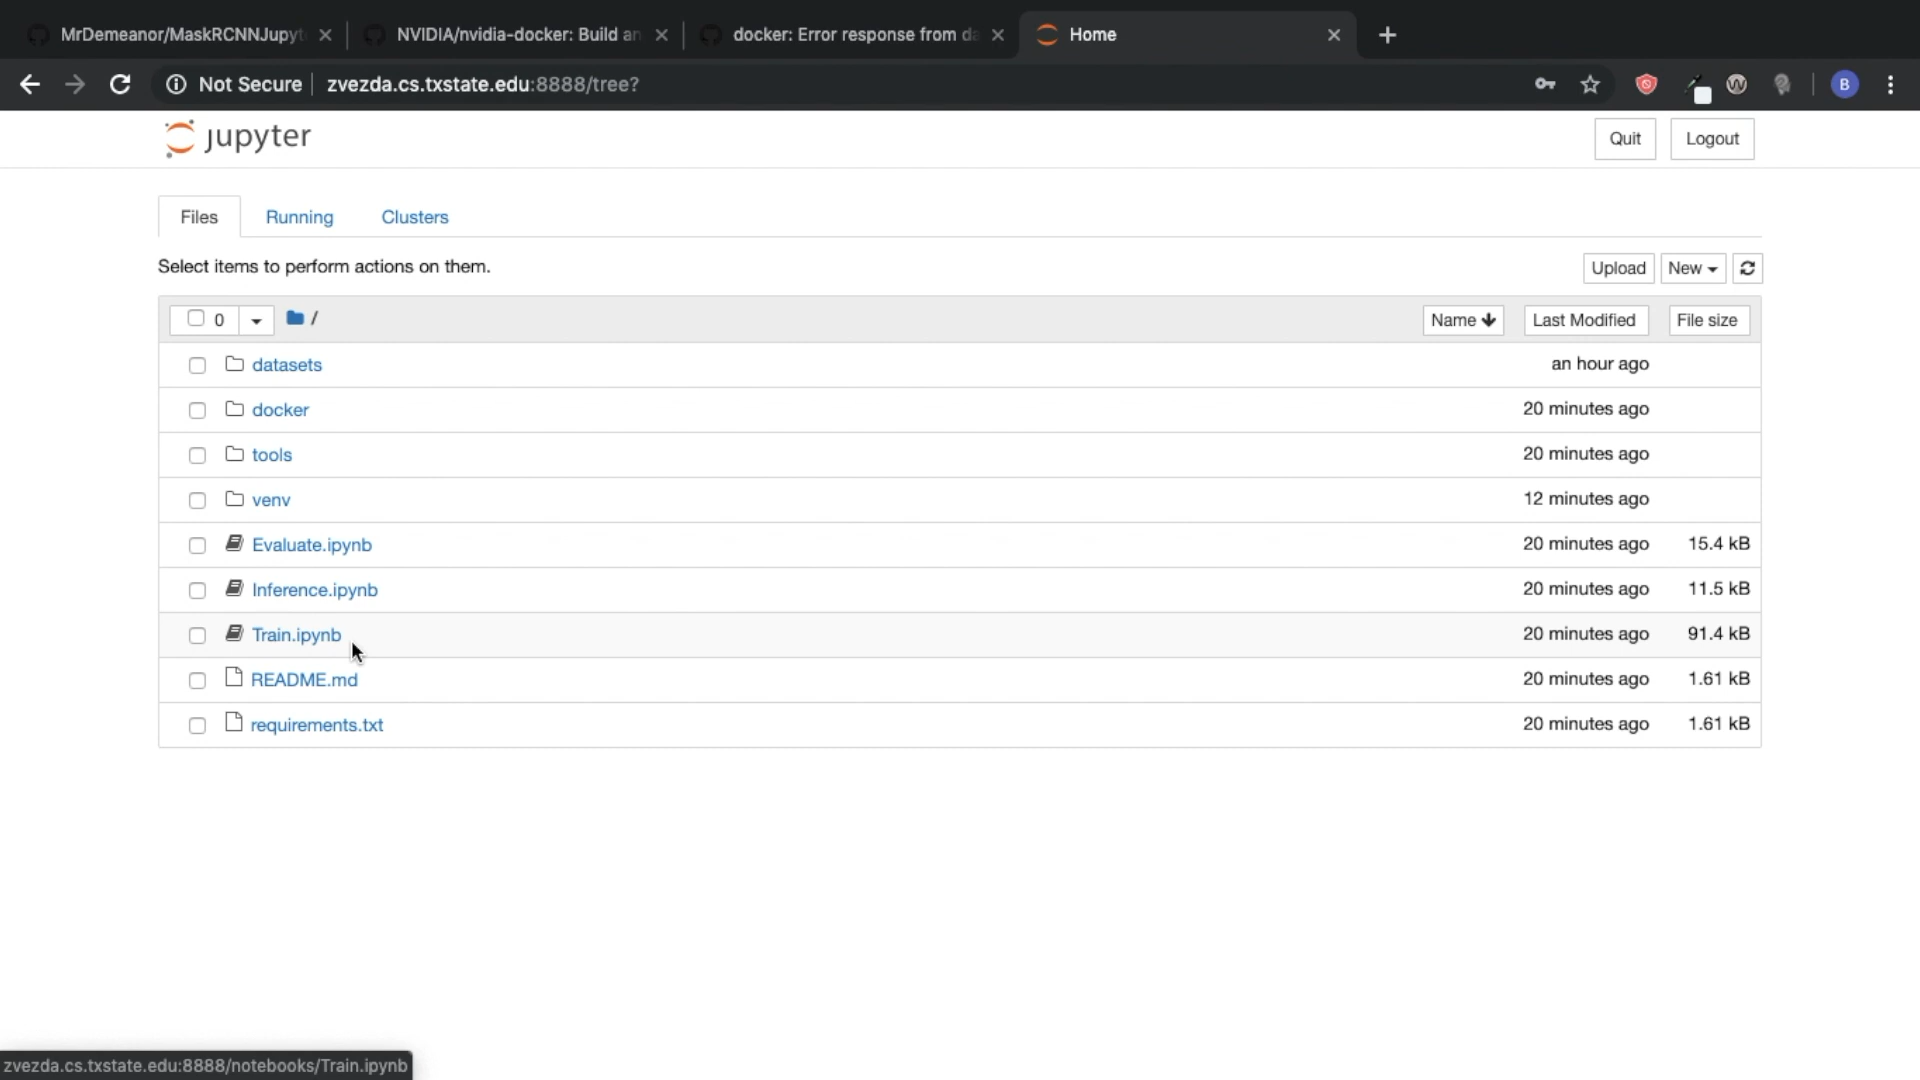 MrDemeanor/MaskRCNNJupyt
NVIDIA/nvidia-docker: Build an
docker: Error response from da
Home
Not Secure
zvezda.cs.txstate.edu:8888/tree?
B
jupyter
Quit
Logout
Files
Running
Clusters
Select items to perform actions on them.
Upload
New
0
/
Name
Last Modified
File size
datasets
an hour ago
docker
20 minutes ago
tools
20 minutes ago
venv
12 minutes ago
Evaluate.ipynb
20 minutes ago
15.4 kB
Inference.ipynb
20 minutes ago
11.5 kB
Train.ipynb
20 minutes ago
91.4 kB
README.md
20 minutes ago
1.61 kB
requirements.txt
20 minutes ago
1.61 kB
zvezda.cs.txstate.edu:8888/notebooks/Train.ipynb